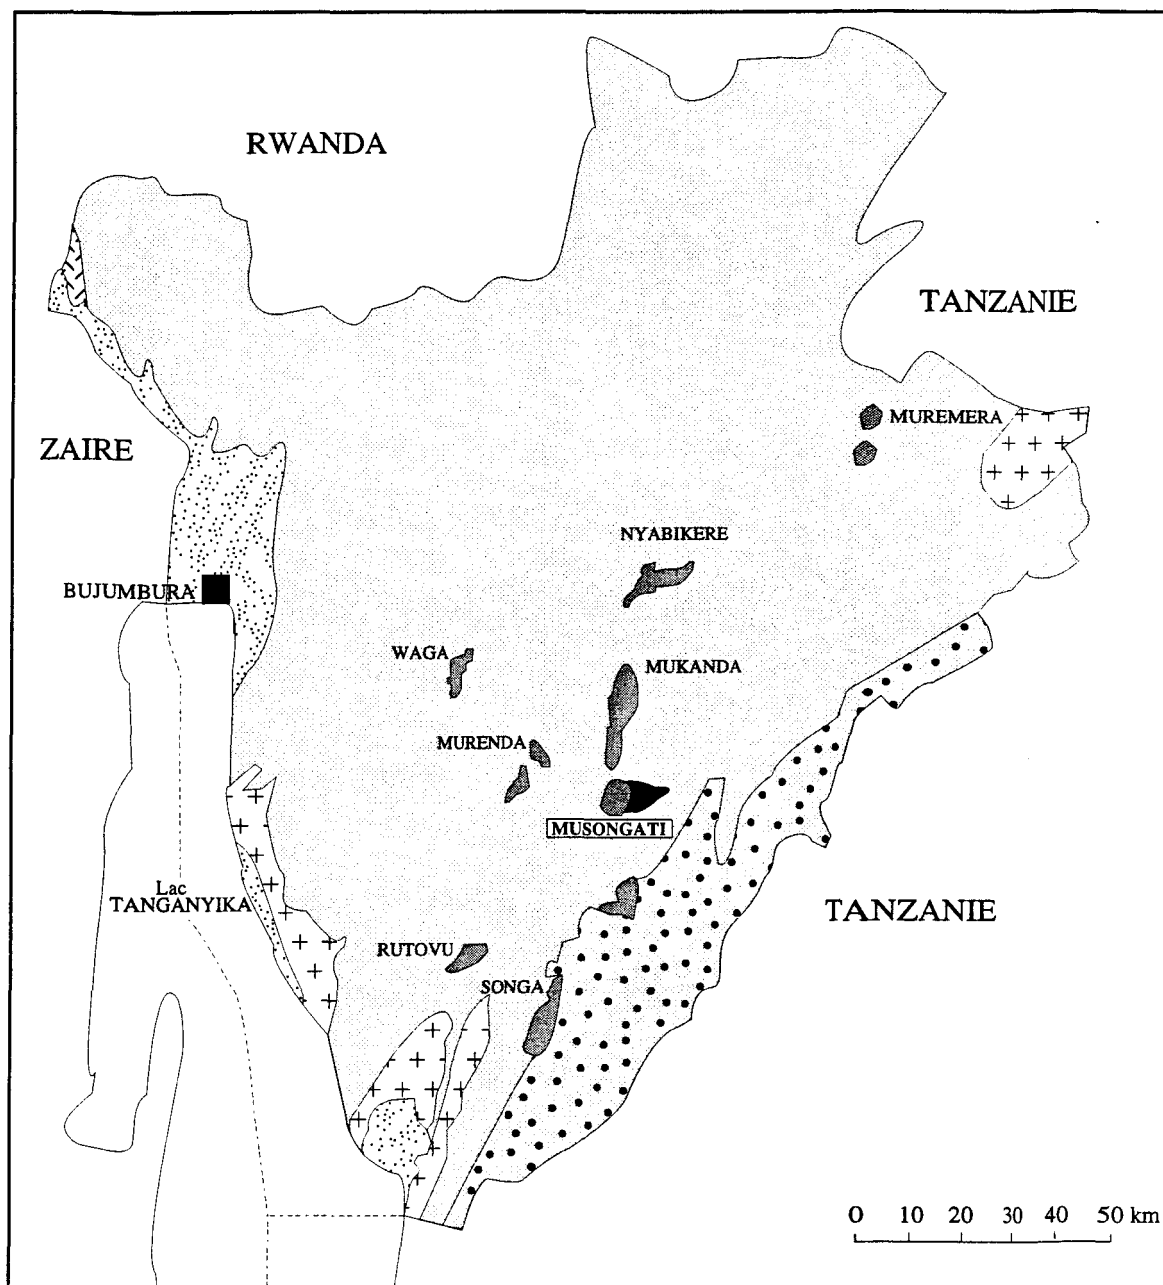 RWANDA
TANZANIE
ZAIRE
MUREMERA
NYABIKERE
BUJUMBURA
WAGA
MUKANDA
MURENDA
MUSONGATI
Lac
TANGANYIKA
TANZANIE
RUTOVU
SONGA
0 10 20 30 40 50 km